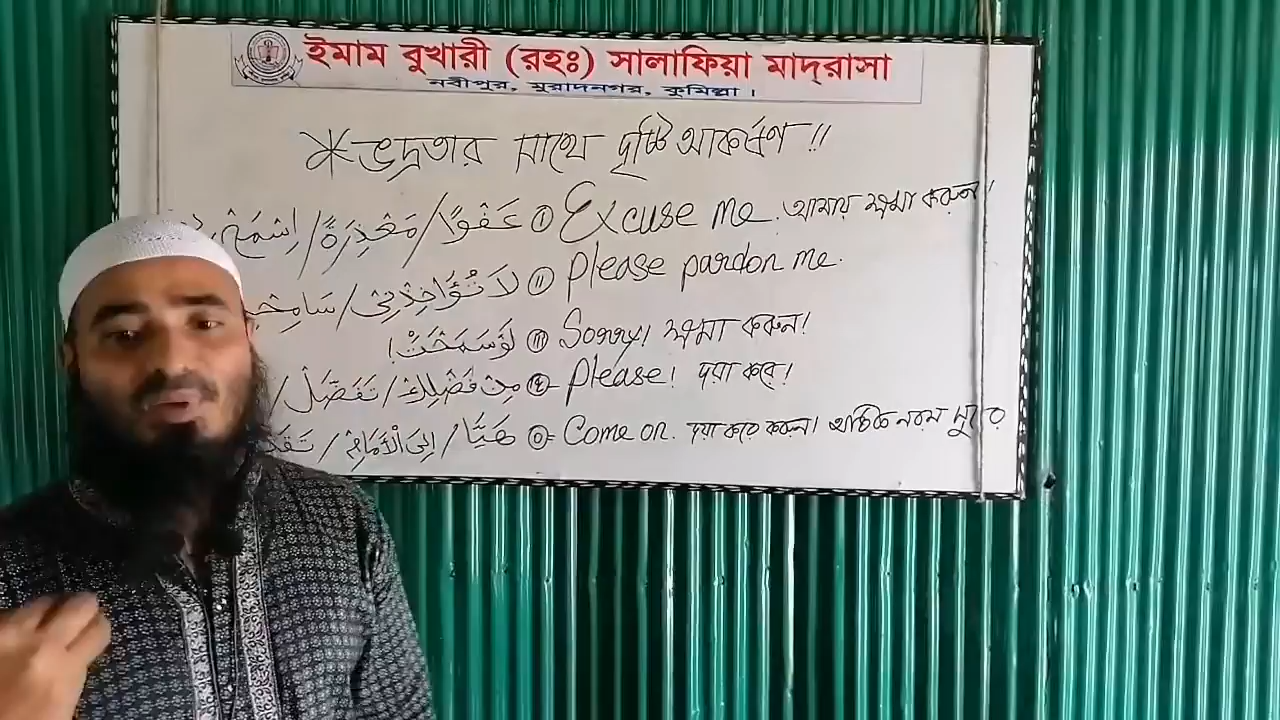 ইমাম বুখারী (রহঃ) সালাফিয়া মাদ্‌রাসা
নবীপুর, মুরাদনগর, কুমিল্লা ।
* ভদ্রতার সাথে দৃষ্টি আকর্ষণ !!
عَفْوًا / مَعْذِرَةً / اِسْمَحْ ① Excuse me. আমায় ক্ষমা করুন!
لَا تُؤَاخِذْنِيْ / سَامِحْنِي ② Please pardon me.
لَوْسَمَحْتَ! ③ Sorry! ক্ষমা করুন!
مِنْ فَضْلِكَ / تَفَضَّلْ / ④- Please! দয়া করে!
هَيَّا / إِلَى الْأَمَامِ / ⑤- Come on. দয়া করে করুন।